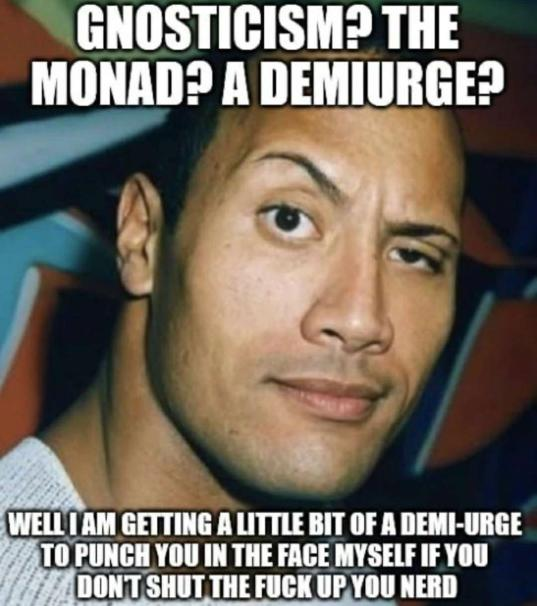 GNOSTICISM? THE
MONAD? A DEMIURGE?
WELL I AM GETTING A LITTLE BIT OF A DEMI-URGE
TO PUNCH YOU IN THE FACE MYSELF IF YOU
DON'T SHUT THE FUCK UP YOU NERD